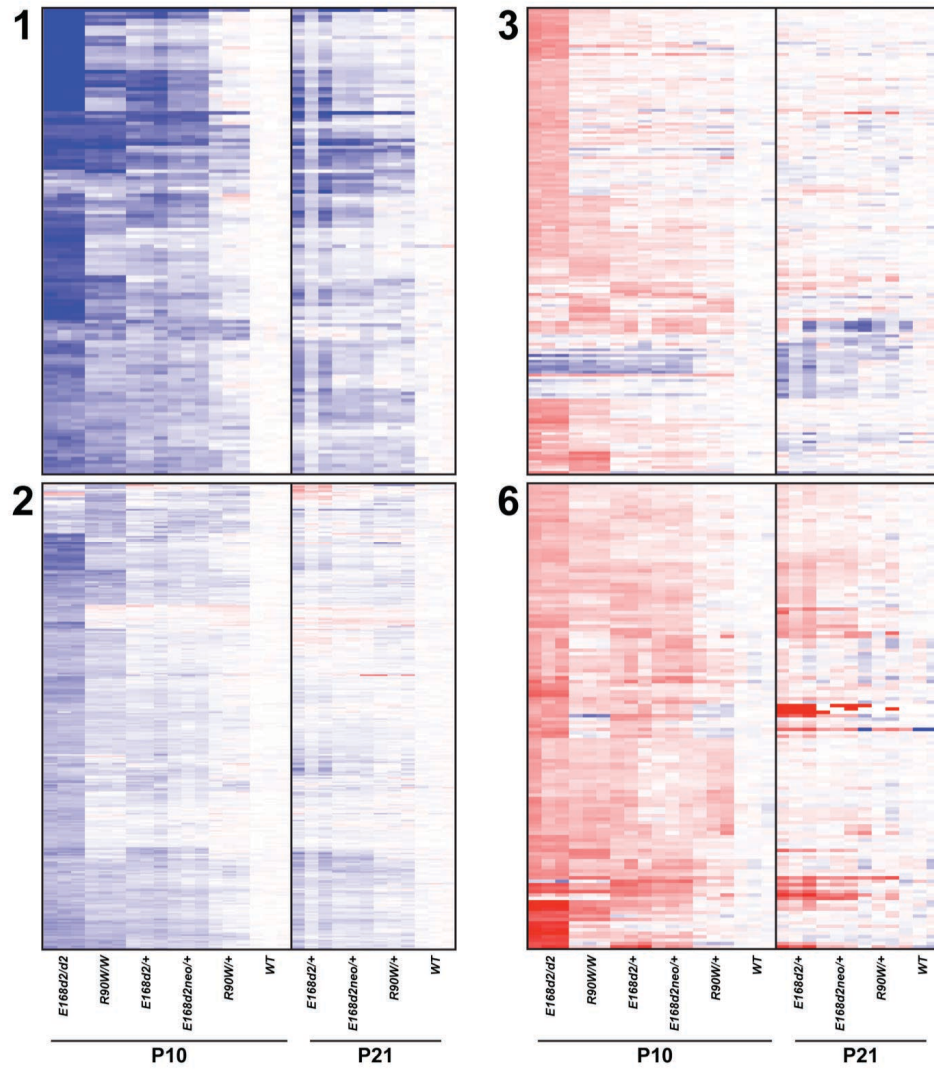 1
3
2
6
E168d2/d2
R90W/W
E168d2/+
E168d2neo/+
R90W/+
WT
E168d2/+
E168d2neo/+
R90W/+
WT
E168d2/d2
R90W/W
E168d2/+
E168d2neo/+
R90W/+
WT
E168d2/+
E168d2neo/+
R90W/+
WT
P10
P21
P10
P21